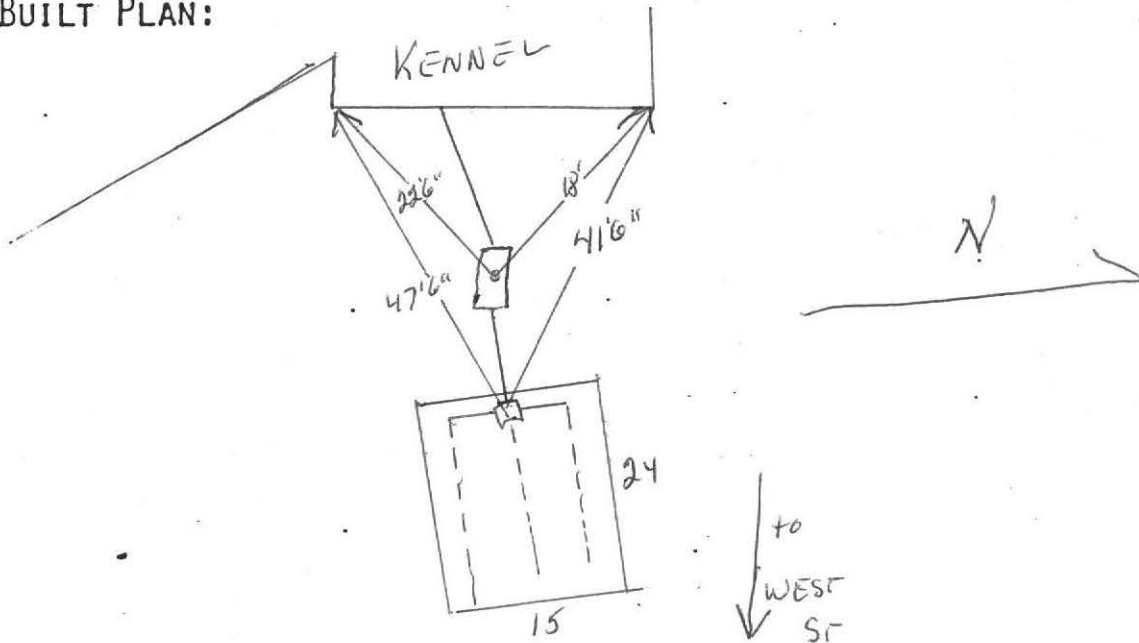 BUILT PLAN:
KENNEL
22'6"
18'
41'6"
47'6"
N
24
15
to
WEST
ST